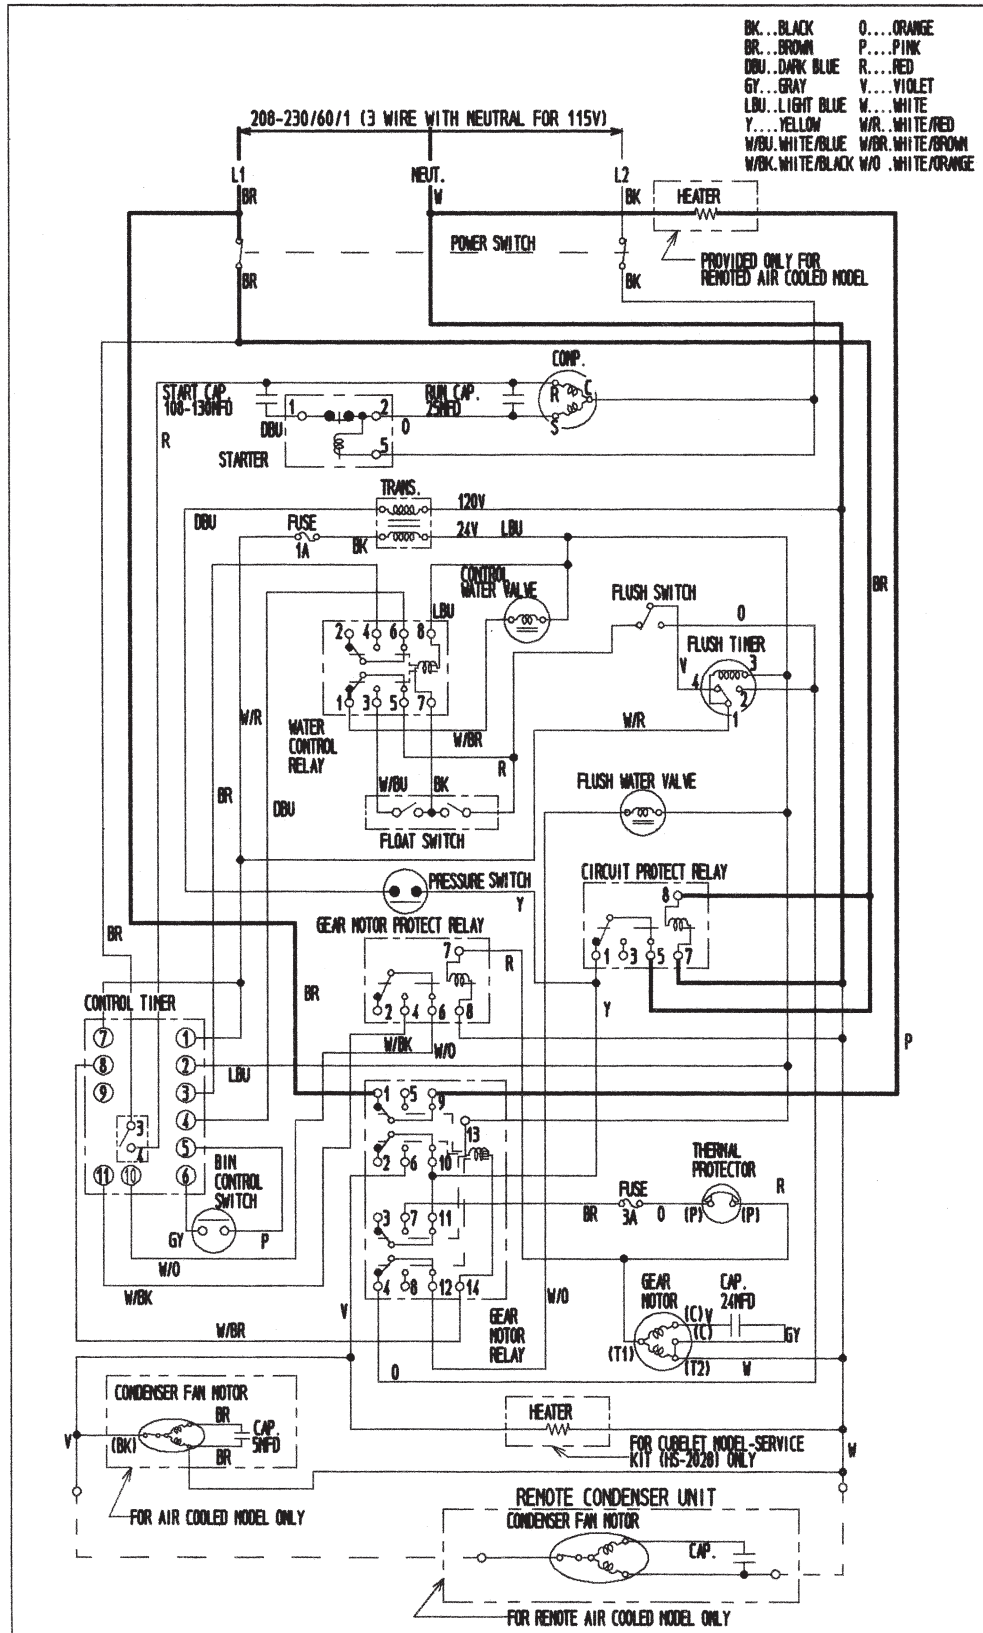 BK...BLACK O....ORANGE
BR...BROWN P....PINK
DBU..DARK BLUE R....RED
GY...GRAY V....VIOLET
LBU..LIGHT BLUE W....WHITE
Y....YELLOW W/R..WHITE/RED
W/BU.WHITE/BLUE W/BR.WHITE/BROWN
W/BK.WHITE/BLACK W/O .WHITE/ORANGE
208-230/60/1 (3 WIRE WITH NEUTRAL FOR 115V)
L1 NEUT. L2
BR W BK HEATER
POWER SWITCH
PROVIDED ONLY FOR
REMOTED AIR COOLED MODEL
BR BK
COMP.
START CAP.
108-130MFD
RUN CAP.
25MFD
R C
S
1 2
DBU O
R
5
STARTER
TRANS.
120V
DBU FUSE
1A
BK 24V LBU
BR
CONTROL
WATER VALVE
FLUSH SWITCH
LBU O
2 4 6 8
FLUSH TIMER
V 4 3
2
1
1 3 5 7
W/R
WATER
CONTROL
RELAY
W/BR
W/R
R
W/BU BK
FLUSH WATER VALVE
BR DBU
FLOAT SWITCH
PRESSURE SWITCH
Y
CIRCUIT PROTECT RELAY
8
GEAR MOTOR PROTECT RELAY
7
R
1 3 5 7
BR
BR
2 4 6 8
Y
W/BK W/O
P
CONTROL TIMER
7 1
8 2
LBU
9 3
4
3
4
5
11 10 6
BIN
CONTROL
SWITCH
GY P
W/O
W/BK
W/BR
1 5 9
13
2 6 10
3 7 11
4 8 12 14
THERMAL
PROTECTOR
R
FUSE
BR 3A O (P) (P)
V
W/O
GEAR
MOTOR
RELAY
GEAR
MOTOR
CAP.
24MFD
(C) V
(C) GY
(T1)
(T2) W
O
CONDENSER FAN MOTOR
BR
CAP.
5MFD
V (BK)
BR
HEATER
FOR CUBELET MODEL-SERVICE
KIT (HS-2028) ONLY
W
FOR AIR COOLED MODEL ONLY
REMOTE CONDENSER UNIT
CONDENSER FAN MOTOR
CAP.
FOR REMOTE AIR COOLED MODEL ONLY